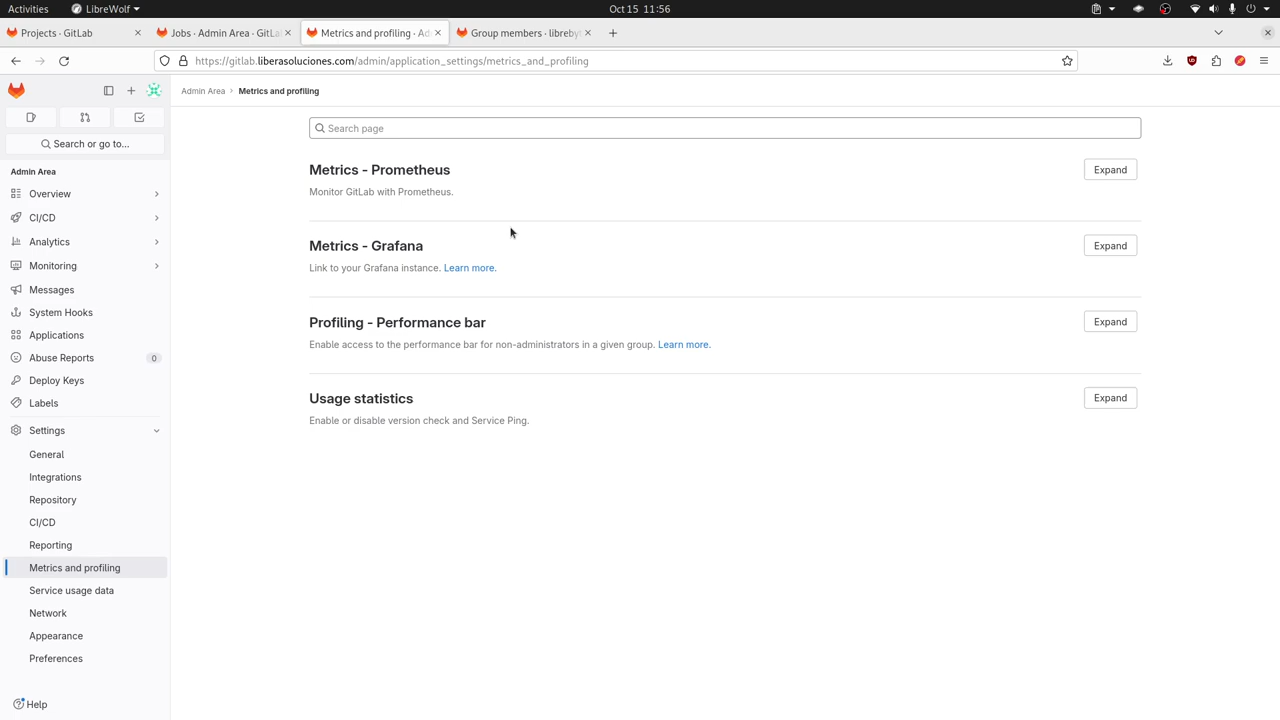 Activities
LibreWolf
Oct 15 11:56
Projects · GitLab
Jobs · Admin Area · GitLa
Metrics and profiling · Ad
Group members · libreby
https://gitlab.liberasoluciones.com/admin/application_settings/metrics_and_profiling
Admin Area
Metrics and profiling
Search or go to...
Search page
Admin Area
Overview
CI/CD
Analytics
Monitoring
Messages
System Hooks
Applications
Abuse Reports
0
Deploy Keys
Labels
Settings
General
Integrations
Repository
CI/CD
Reporting
Metrics and profiling
Service usage data
Network
Appearance
Preferences
Help
Metrics - Prometheus
Expand
Monitor GitLab with Prometheus.
Metrics - Grafana
Expand
Link to your Grafana instance. Learn more.
Profiling - Performance bar
Expand
Enable access to the performance bar for non-administrators in a given group. Learn more.
Usage statistics
Expand
Enable or disable version check and Service Ping.